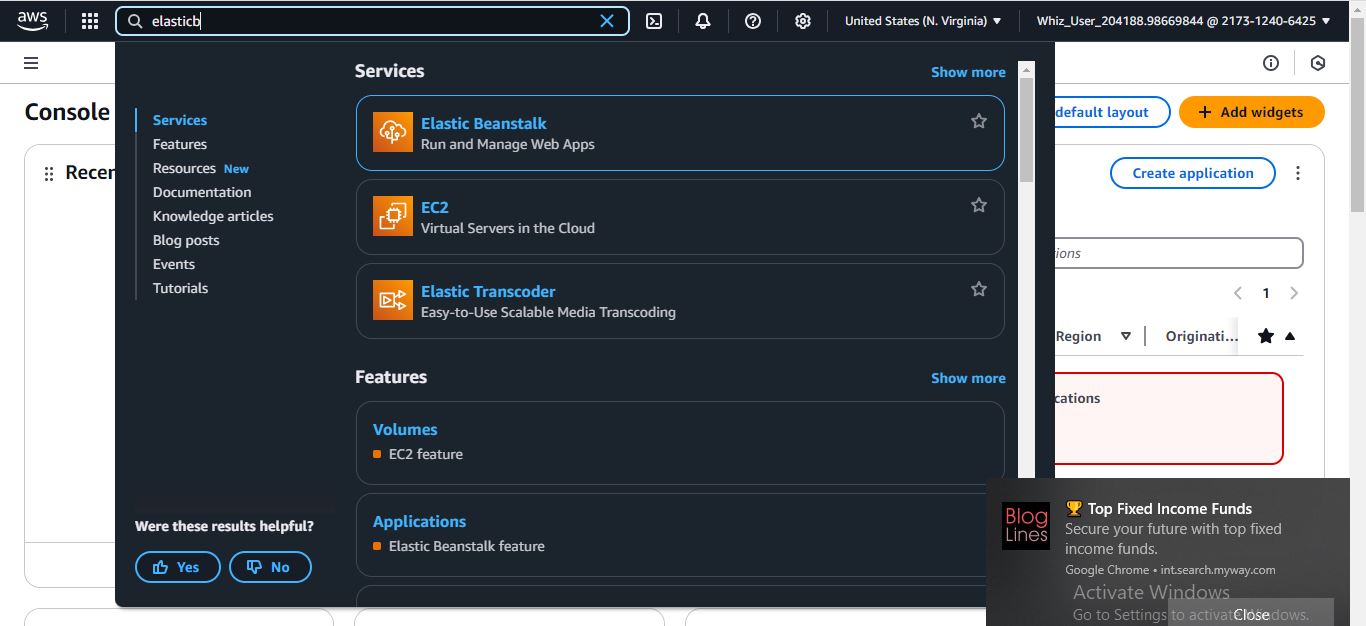 aws
elasticb
United States (N. Virginia)
Whiz_User_204188.98669844 @ 2173-1240-6425
Console
default layout
Add widgets
Recen
Create application
ions
1
Region
Originati...
cations
Services
Features
Resources New
Documentation
Knowledge articles
Blog posts
Events
Tutorials
Were these results helpful?
Yes
No
Services
Show more
Elastic Beanstalk
Run and Manage Web Apps
EC2
Virtual Servers in the Cloud
Elastic Transcoder
Easy-to-Use Scalable Media Transcoding
Features
Show more
Volumes
EC2 feature
Applications
Elastic Beanstalk feature
Blog
Lines
🏆 Top Fixed Income Funds
Secure your future with top fixed
income funds.
Google Chrome • int.search.myway.com
Activate Windows
Go to Settings to activate Windows.
Close